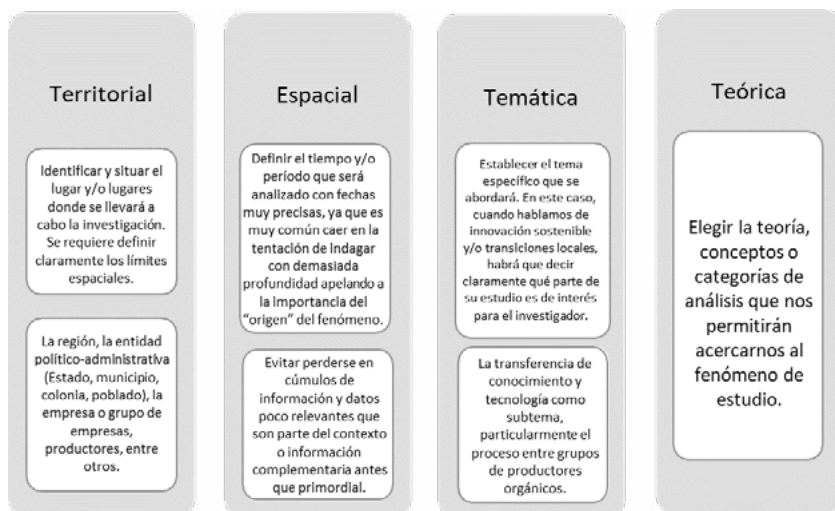 Territorial
Identificar y situar el
lugar y/o lugares
donde se llevará a
cabo la investigación.
Se requiere definir
claramente los límites
espaciales.
La región, la entidad
político-administrativa
(Estado, municipio,
colonia, poblado), la
empresa o grupo de
empresas,
productores, entre
otros.
Espacial
Definir el tiempo y/o
período que será
analizado con fechas
muy precisas, ya que es
muy común caer en la
tentación de indagar
con demasiada
profundidad apelando a
la importancia del
“origen” del fenómeno.
Evitar perderse en
cúmulos de
información y datos
poco relevantes que
son parte del contexto
o información
complementaria antes
que primordial.
Temática
Establecer el tema
específico que se
abordará. En este caso,
cuando hablamos de
innovación sostenible
y/o transiciones locales,
habrá que decir
claramente qué parte de
su estudio es de interés
para el investigador.
La transferencia de
conocimiento y
tecnología como
subtema,
particularmente el
proceso entre grupos
de productores
orgánicos.
Teórica
Elegir la teoría,
conceptos o
categorías de
análisis que nos
permitirán
acercarnos al
fenómeno de
estudio.